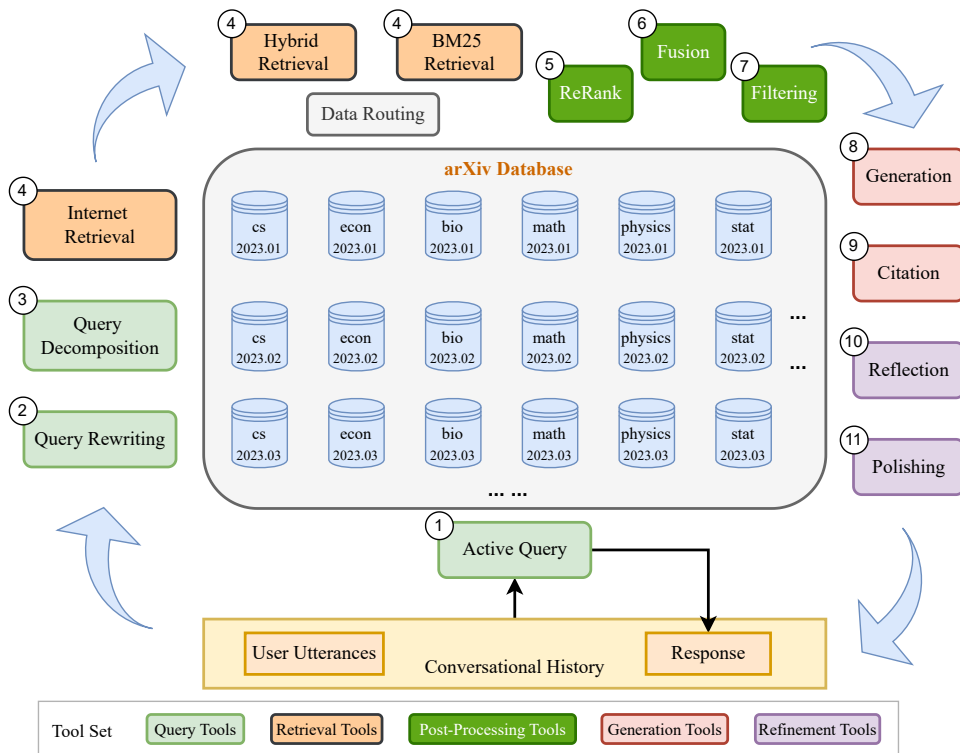 4
Hybrid
Retrieval
4
BM25
Retrieval
5
ReRank
6
Fusion
7
Filtering
Data Routing
8
Generation
9
Citation
10
Reflection
11
Polishing
4
Internet
Retrieval
3
Query
Decomposition
2
Query Rewriting
arXiv Database
cs
2023.01
econ
2023.01
bio
2023.01
math
2023.01
physics
2023.01
stat
2023.01
...
cs
2023.02
econ
2023.02
bio
2023.02
math
2023.02
physics
2023.02
stat
2023.02
...
cs
2023.03
econ
2023.03
bio
2023.03
math
2023.03
physics
2023.03
stat
2023.03
... ...
1
Active Query
User Utterances
Conversational History
Response
Tool Set
Query Tools
Retrieval Tools
Post-Processing Tools
Generation Tools
Refinement Tools